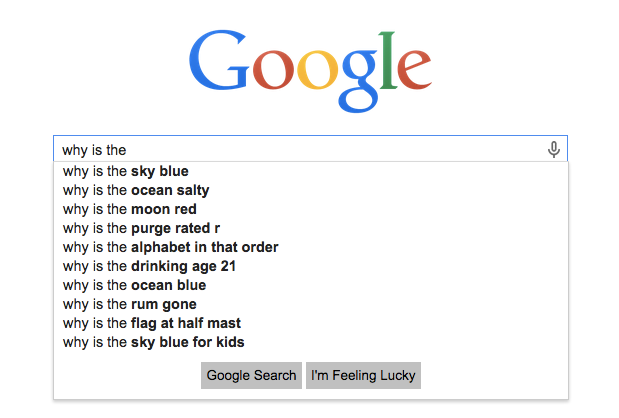 Google
why is the
why is the sky blue
why is the ocean salty
why is the moon red
why is the purge rated r
why is the alphabet in that order
why is the drinking age 21
why is the ocean blue
why is the rum gone
why is the flag at half mast
why is the sky blue for kids
Google Search I'm Feeling Lucky